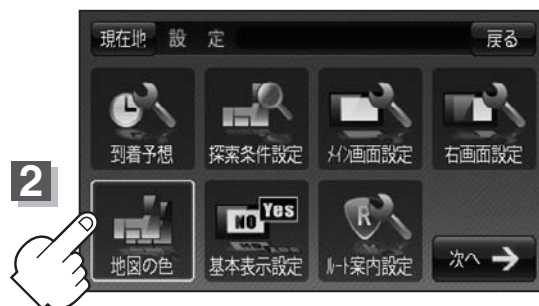 現在地 設 定 戻る
到着予想 探索条件設定 ﾒｲﾝ画面設定 右画面設定
2
NO Yes
地図の色 基本表示設定 ﾙｰﾄ案内設定 次へ
R